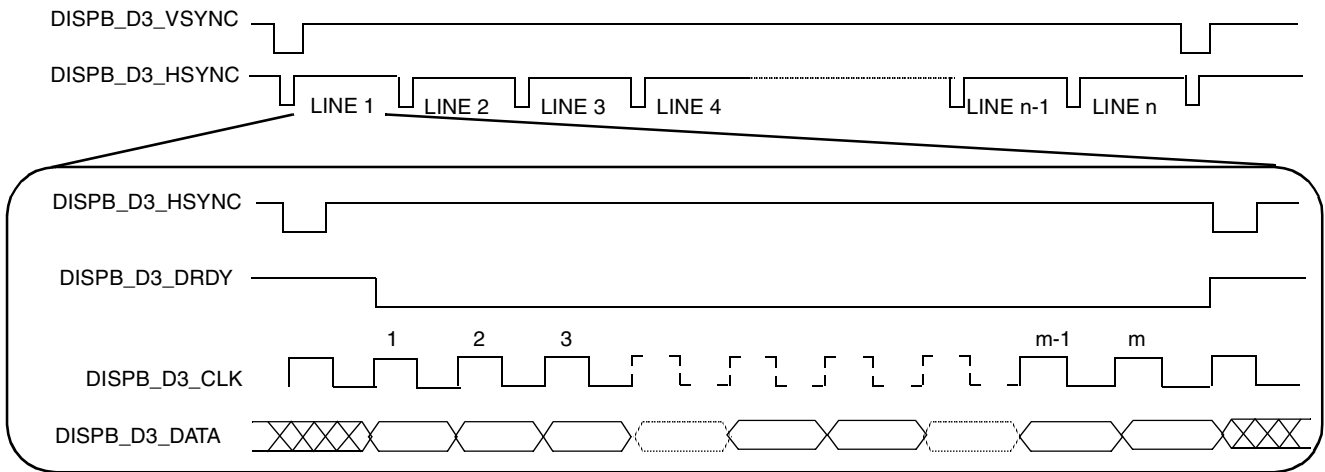 DISPB_D3_VSYNC
DISPB_D3_HSYNC
LINE 1 LINE 2 LINE 3 LINE 4 LINE n-1 LINE n
DISPB_D3_HSYNC
DISPB_D3_DRDY
1 2 3 m-1 m
DISPB_D3_CLK
DISPB_D3_DATA